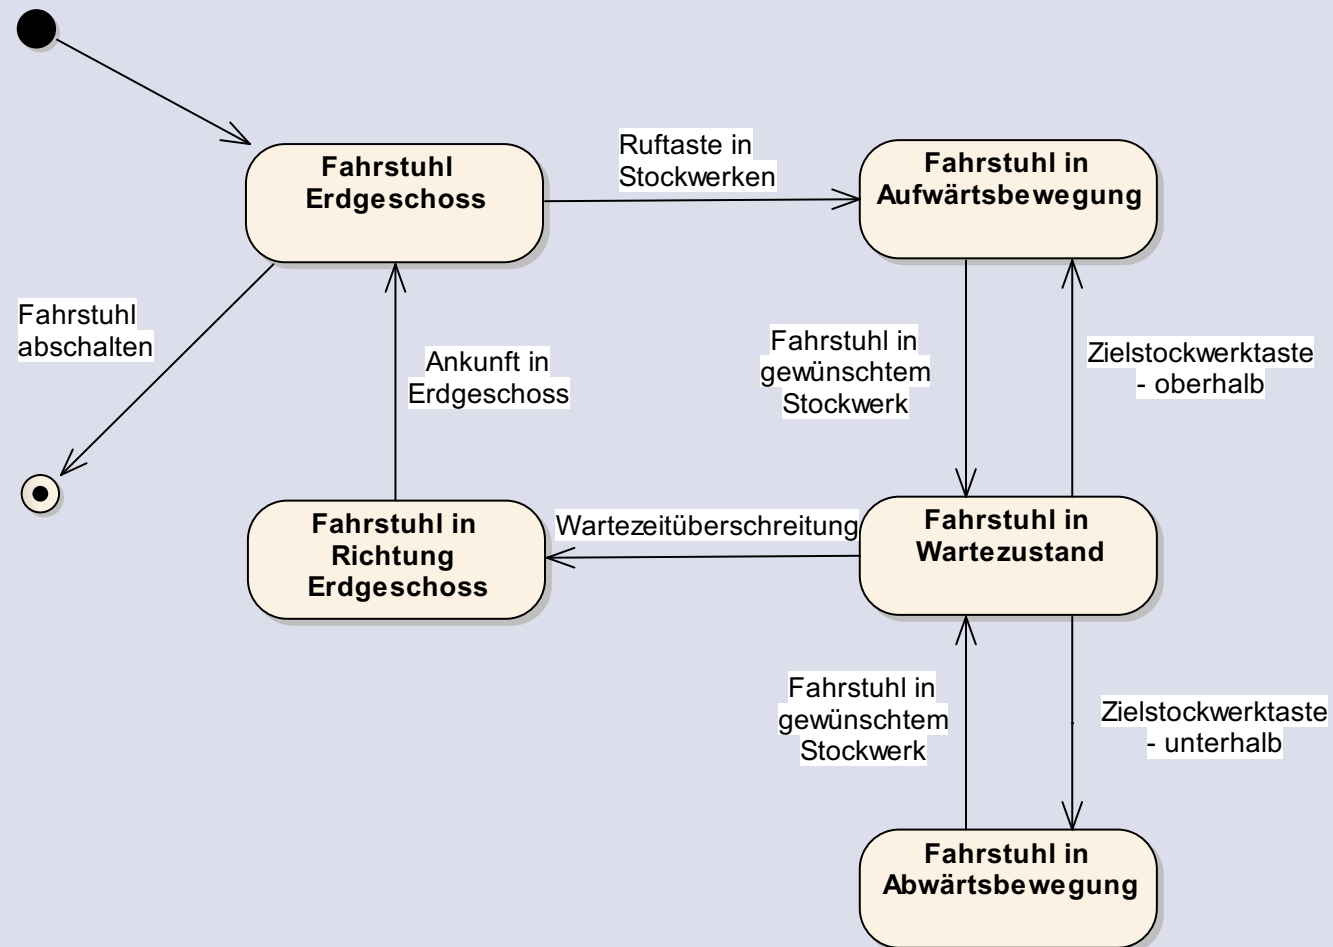 Fahrstuhl
Erdgeschoss
Ruftaste in
Stockwerken
Fahrstuhl in
Aufwärtsbewegung
Fahrstuhl
abschalten
Ankunft in
Erdgeschoss
Fahrstuhl in
gewünschtem
Stockwerk
Zielstockwerktaste
- oberhalb
Fahrstuhl in
Richtung
Erdgeschoss
Wartezeitüberschreitung
Fahrstuhl in
Wartezustand
Fahrstuhl in
gewünschtem
Stockwerk
Zielstockwerktaste
- unterhalb
Fahrstuhl in
Abwärtsbewegung